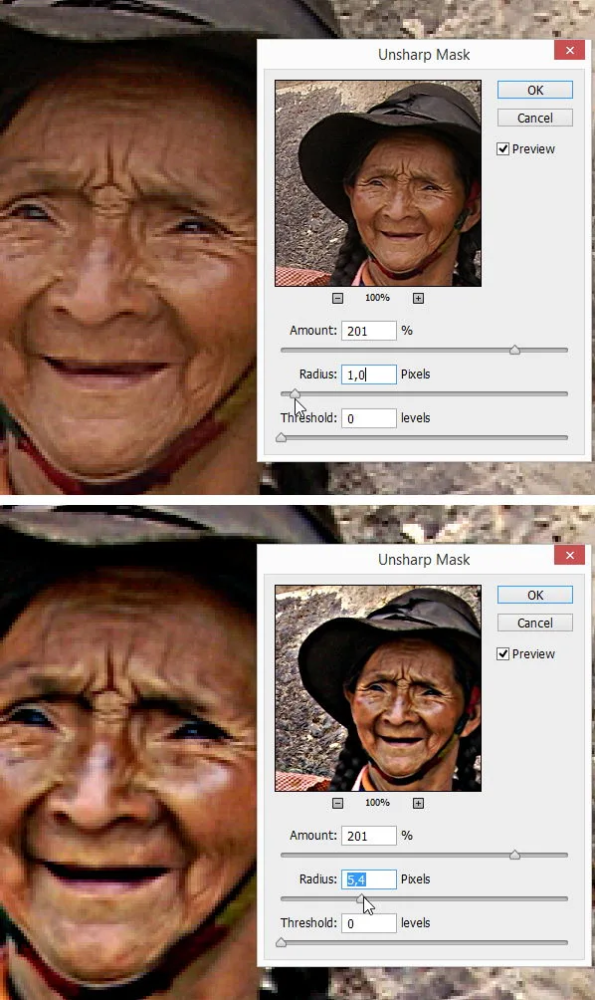 Unsharp Mask
OK
Cancel
Preview
100%
Amount: 201 %
Radius: 1,0 Pixels
Threshold: 0 levels
Unsharp Mask
OK
Cancel
Preview
100%
Amount: 201 %
Radius: 5,4 Pixels
Threshold: 0 levels